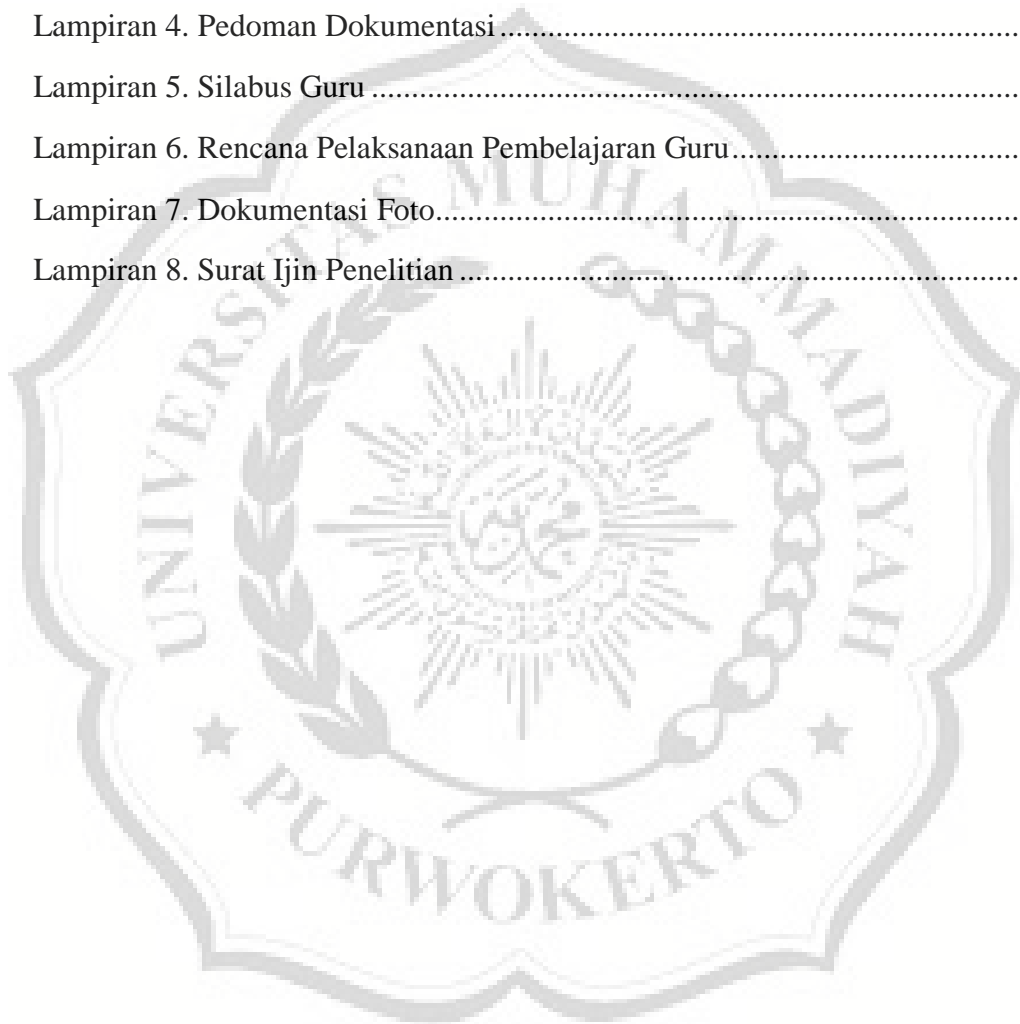 Lampiran 4. Pedoman Dokumentasi....................................................................
Lampiran 5. Silabus Guru....................................................................
Lampiran 6. Rencana Pelaksanaan Pembelajaran Guru....................................................................
Lampiran 7. Dokumentasi Foto....................................................................
Lampiran 8. Surat Ijin Penelitian....................................................................
UNIVERSITAS MUHAMMADIYAH
PURWOKERTO